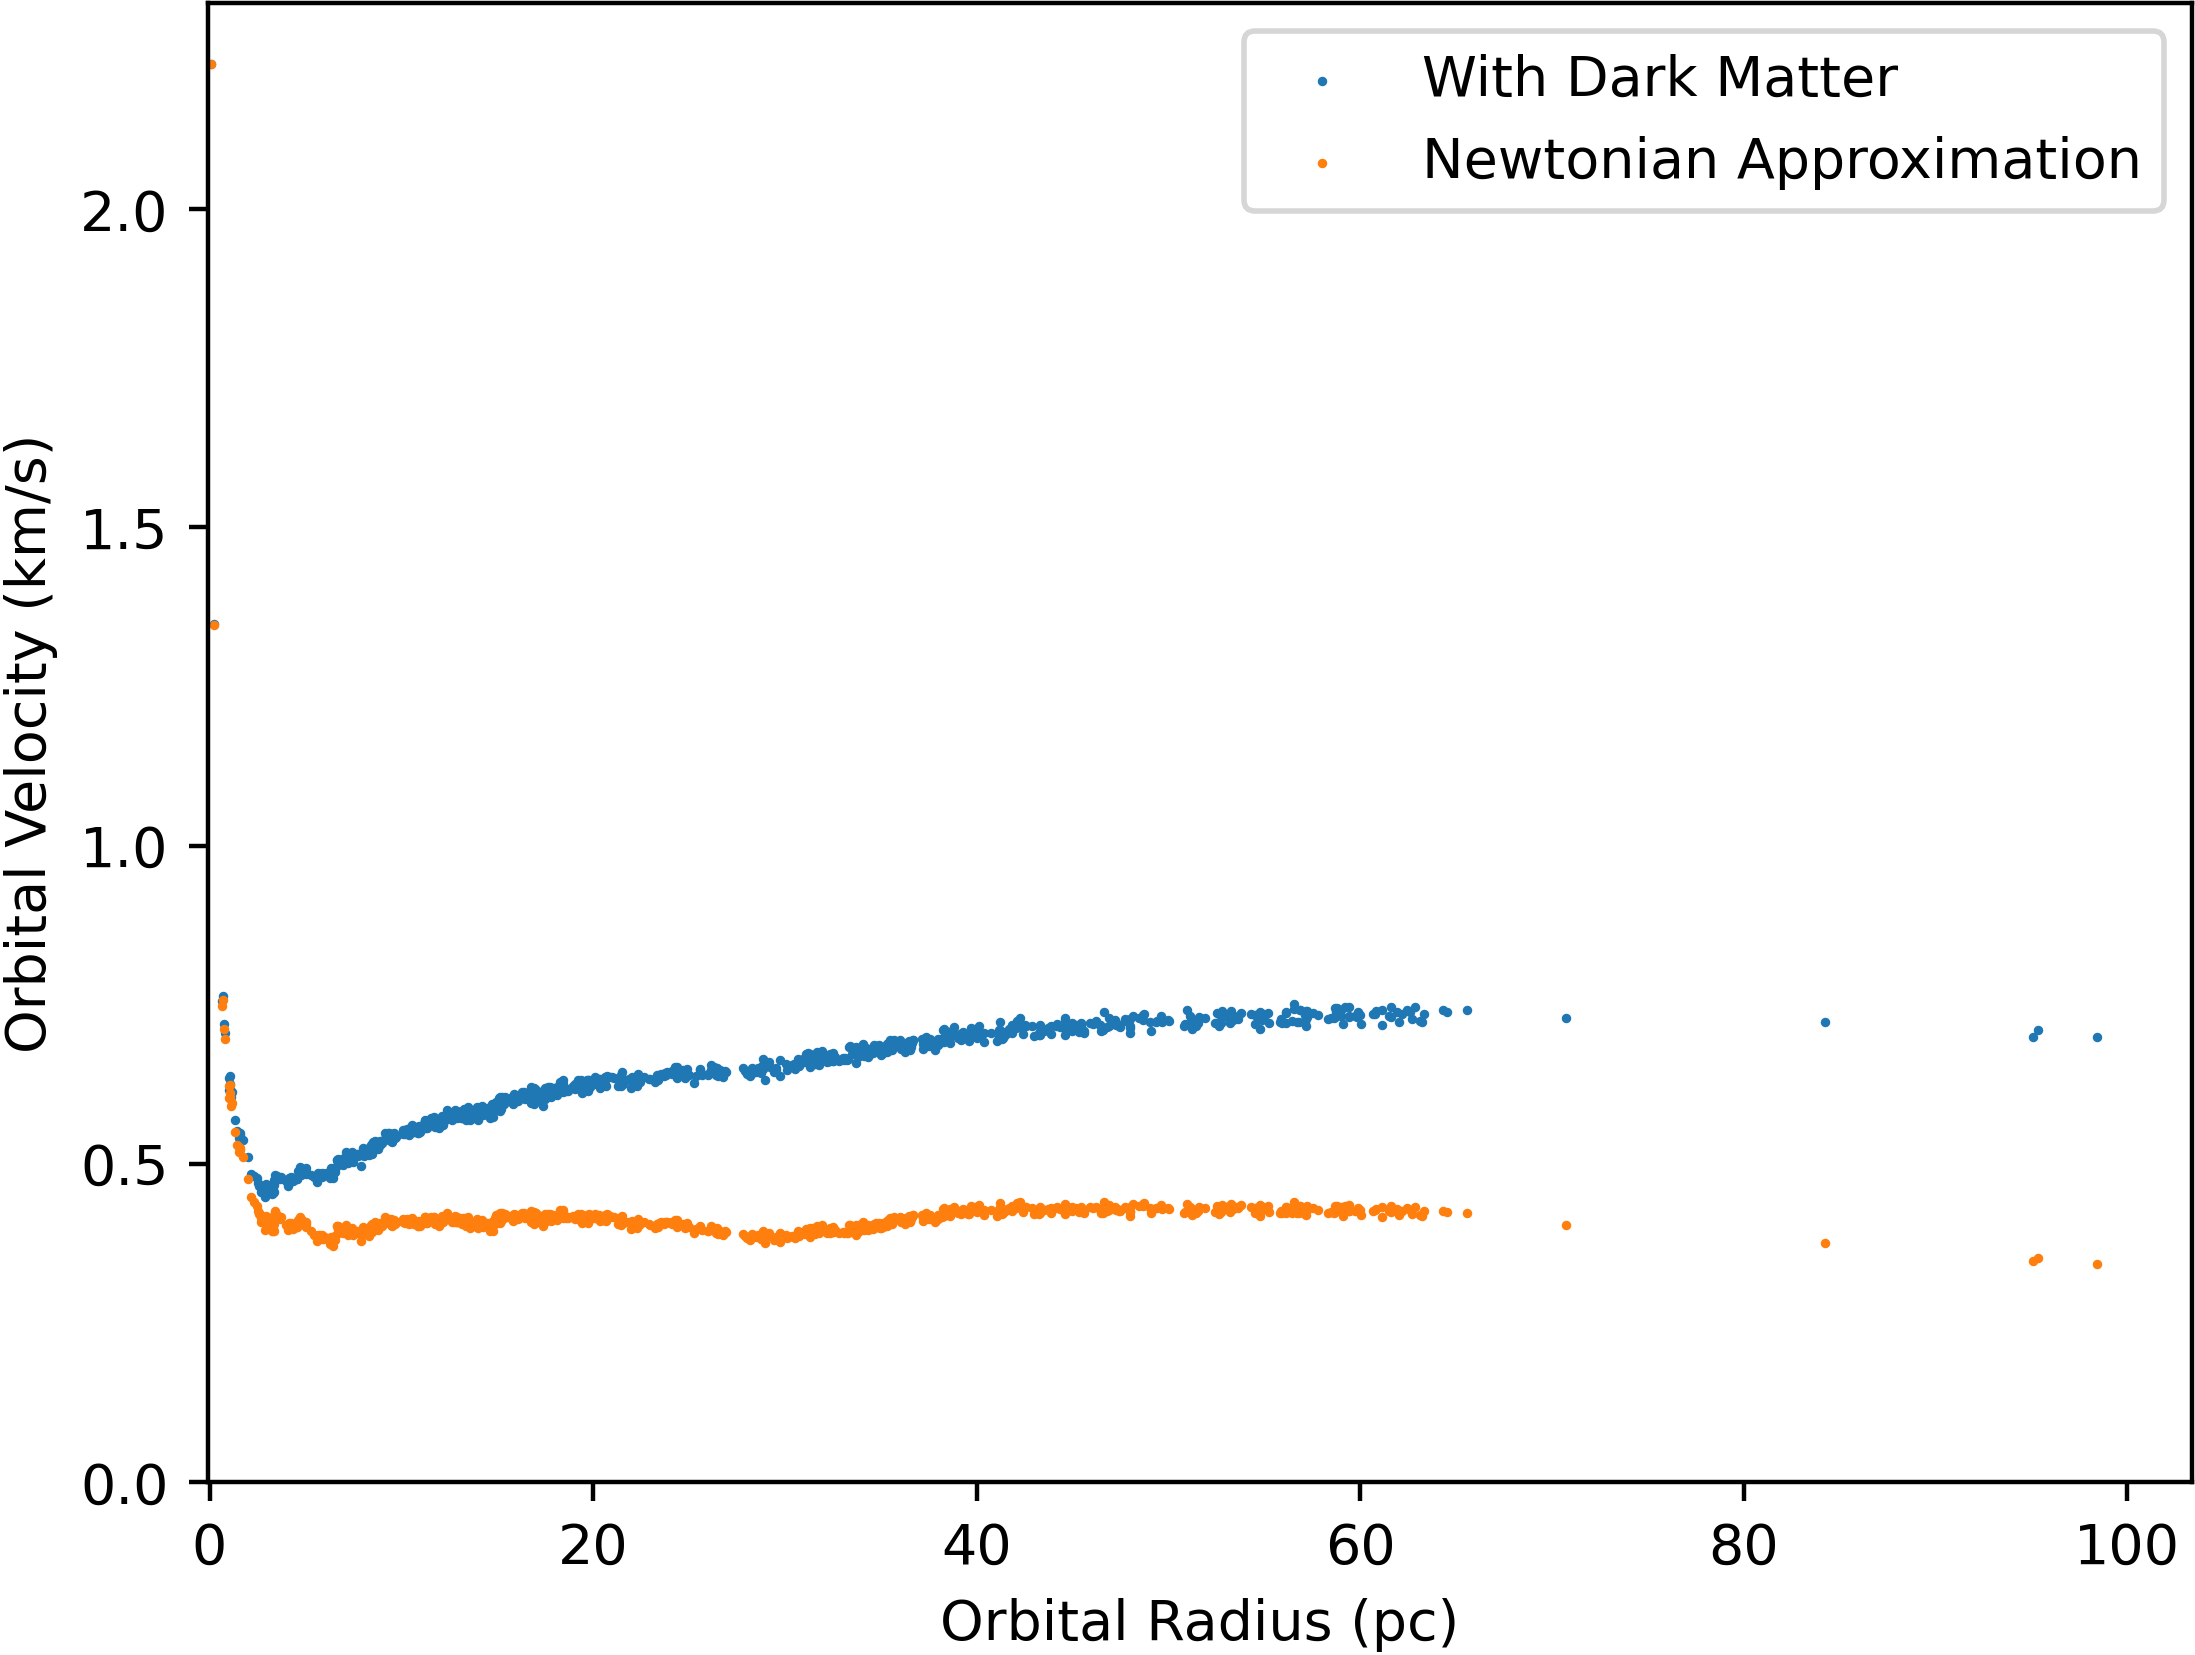 With Dark Matter
Newtonian Approximation
2.0
1.5
1.0
0.5
0.0
Orbital Velocity (km/s)
0 20 40 60 80 100
Orbital Radius (pc)